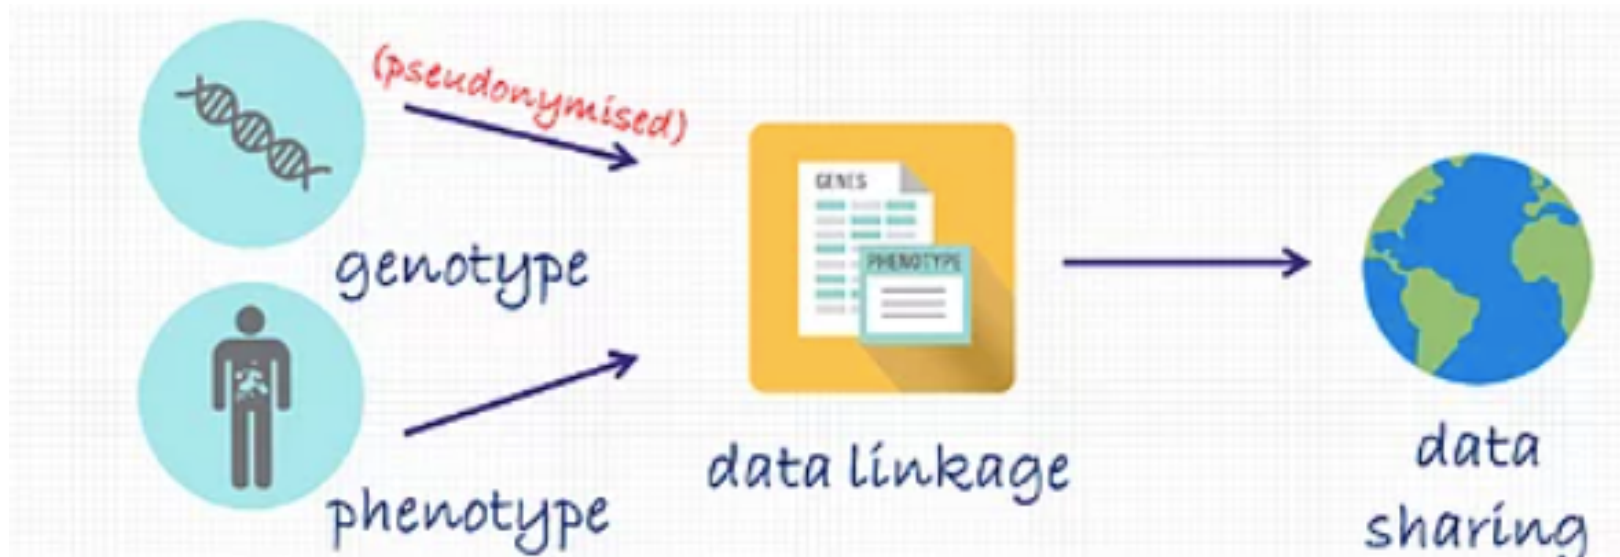 (pseudonymised)
genotype
phenotype
GENES
PHENOTYPE
data linkage
data
sharing